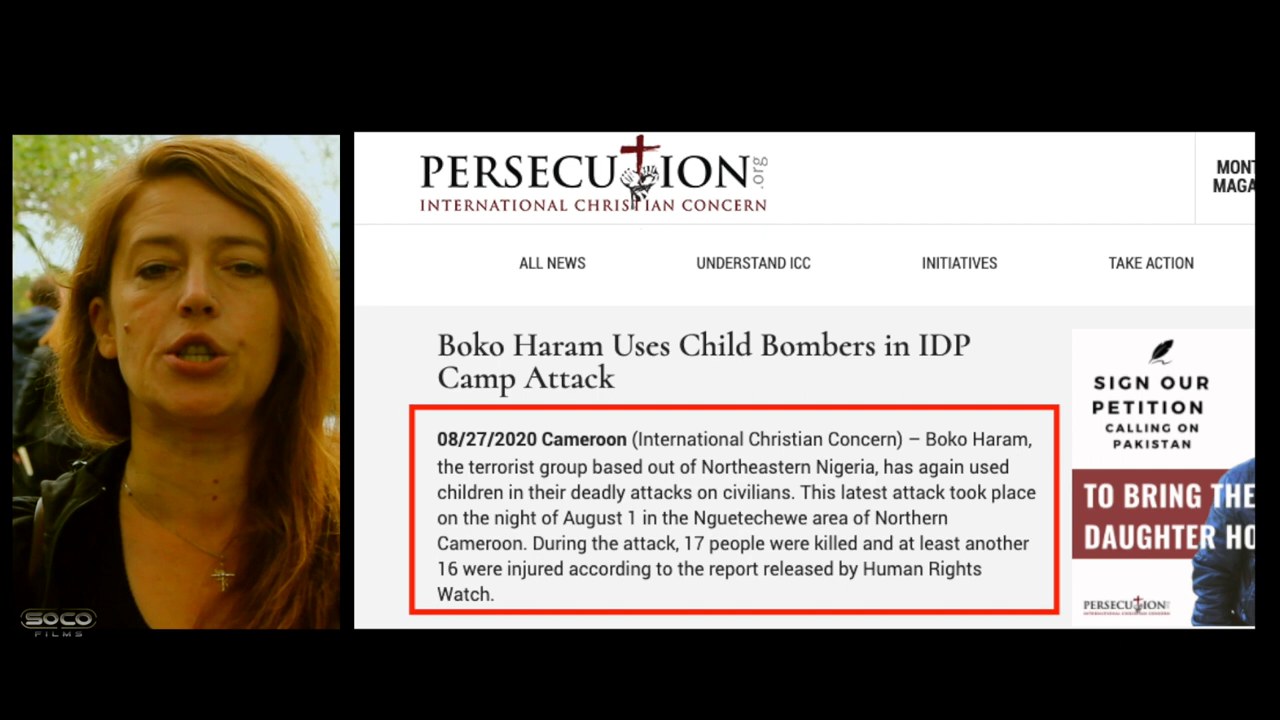 PERSECUTION.org
INTERNATIONAL CHRISTIAN CONCERN
ALL NEWS
UNDERSTAND ICC
INITIATIVES
TAKE ACTION
Boko Haram Uses Child Bombers in IDP
Camp Attack
08/27/2020 Cameroon (International Christian Concern) – Boko Haram,
the terrorist group based out of Northeastern Nigeria, has again used
children in their deadly attacks on civilians. This latest attack took place
on the night of August 1 in the Nguetechewe area of Northern
Cameroon. During the attack, 17 people were killed and at least another
16 were injured according to the report released by Human Rights
Watch.
SIGN OUR
PETITION
CALLING ON
PAKISTAN
TO BRING THE
DAUGHTER
PERSECUTION
INTERNATIONAL CHRISTIAN CONCERN
SOCO
FILMS